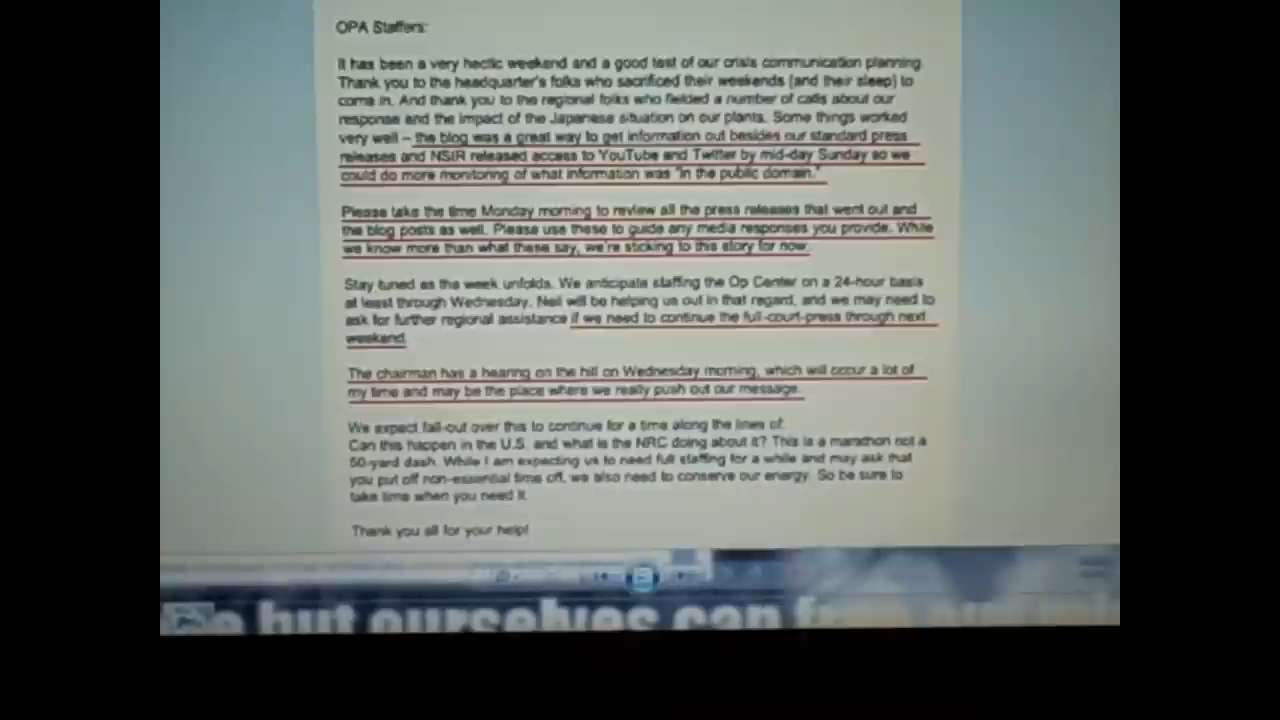 OPA Staffers:
It has been a very hectic weekend and a good test of our crisis communication planning.
Thank you to the headquarter's folks who sacrificed their weekends (and their sleep) to
come in. And thank you to the regional folks who fielded a number of calls about our
response and the impact of the Japanese situation on our plants. Some things worked
very well – the blog was a great way to get information out besides our standard press
releases and NSIR released access to YouTube and Twitter by mid-day Sunday so we
could do more monitoring of what information was "in the public domain."
Please take the time Monday morning to review all the press releases that went out and
the blog posts as well. Please use these to guide any media responses you provide. While
we know more than what these say, we're sticking to this story for now.
Stay tuned as the week unfolds. We anticipate staffing the Op Center on a 24-hour basis
at least through Wednesday. Neil will be helping us out in that regard, and we may need to
ask for further regional assistance if we need to continue the full-court-press through next
weekend.
The chairman has a hearing on the hill on Wednesday morning, which will occur a lot of
my time and may be the place where we really push out our message.
We expect fall-out over this to continue for a time along the lines of:
Can this happen in the U.S. and what is the NRC doing about it? This is a marathon not a
50-yard dash. While I am expecting us to need full staffing for a while and may ask that
you put off non-essential time off, we also need to conserve our energy. So be sure to
take time when you need it.
Thank you all for your help!
but ourselves can